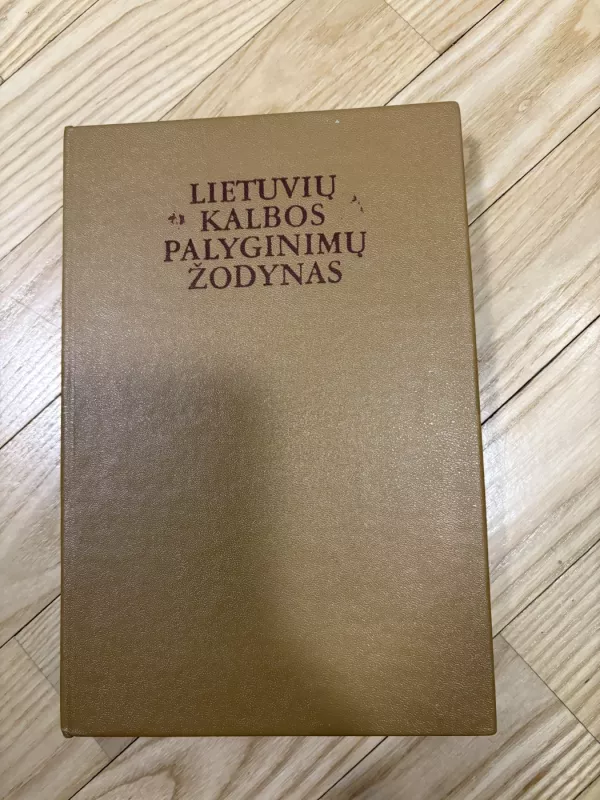 LIETUVIŲ
KALBOS
PALYGINIMŲ
ŽODYNAS